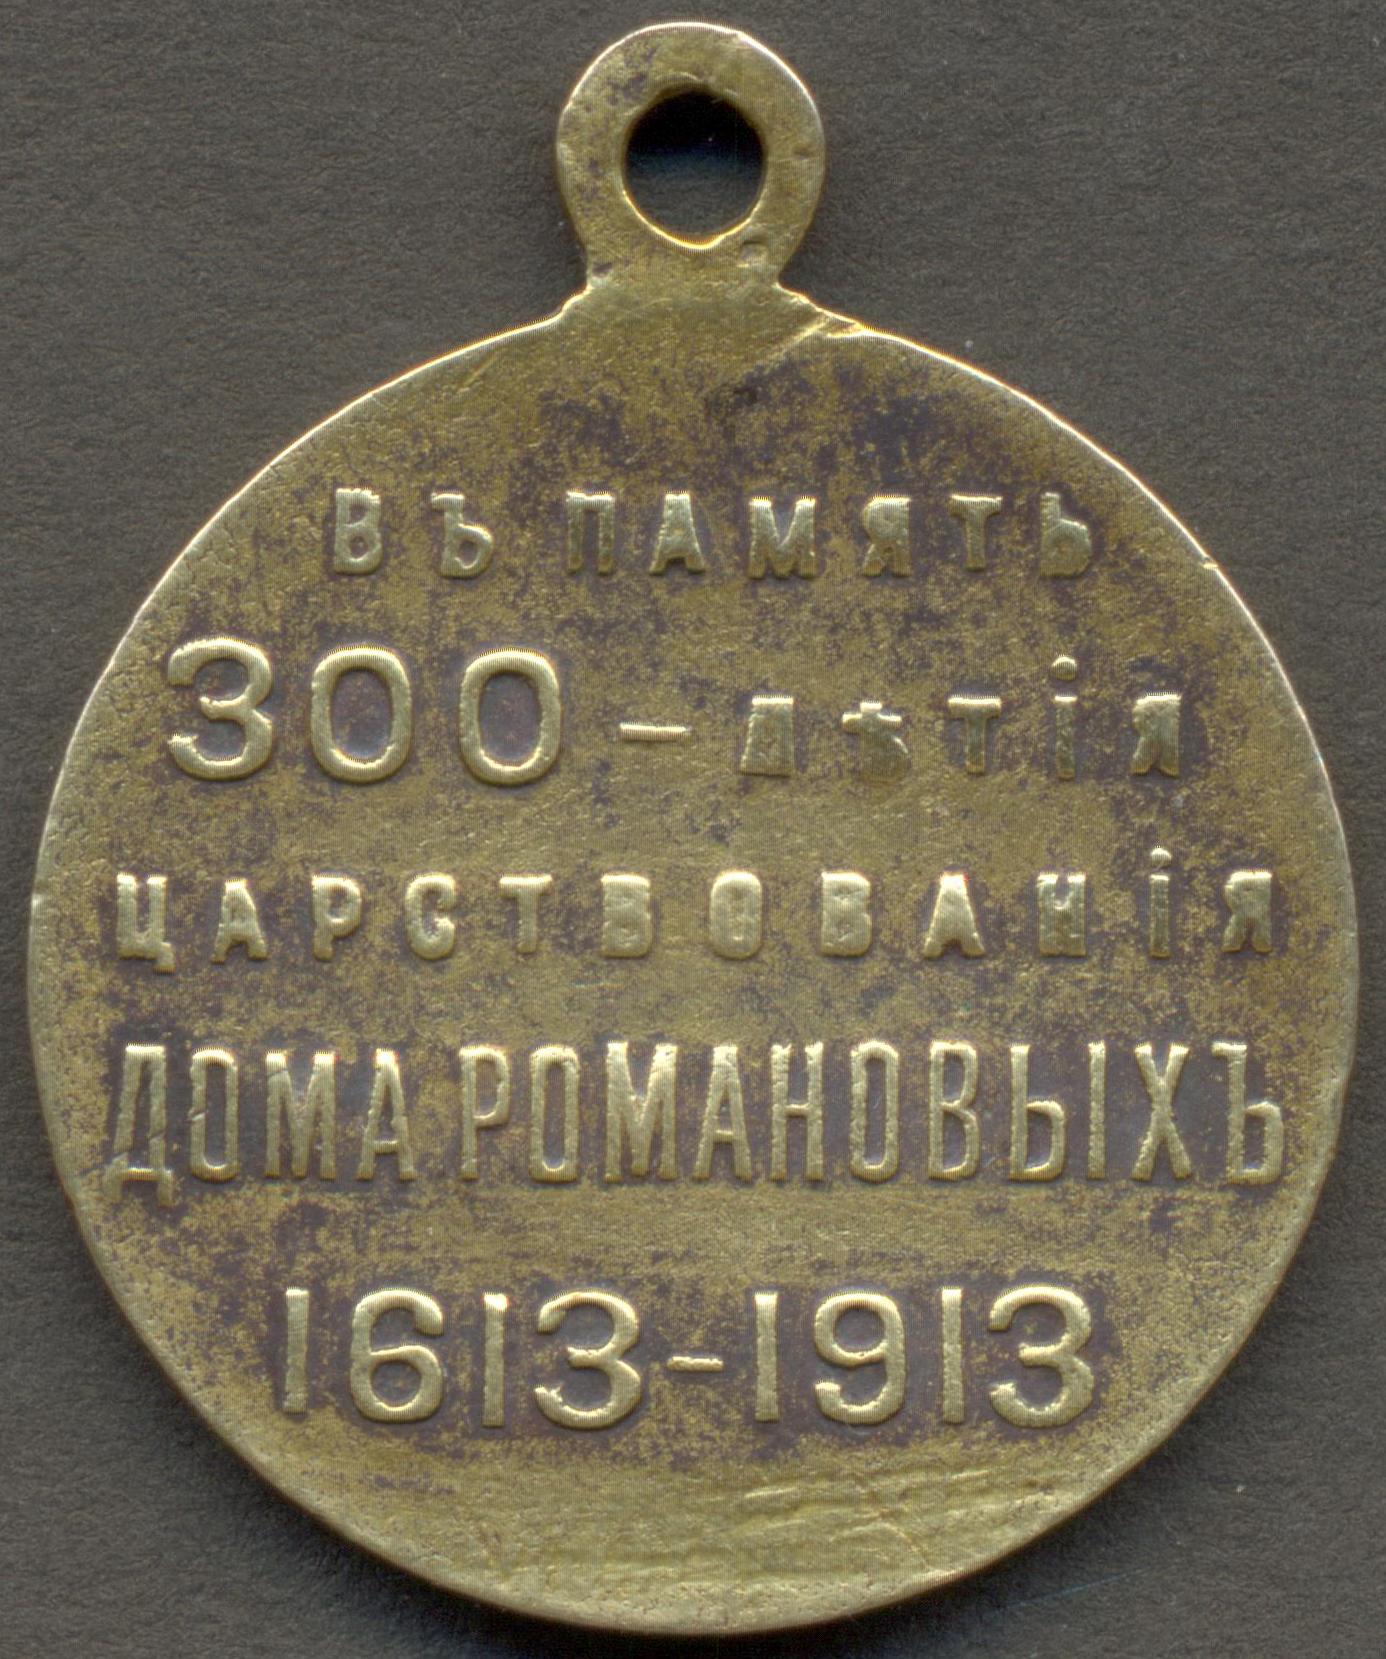 ВЪ ПАМЯТЬ
300-ЛѢТІЯ
ЦАРСТВОВАНІЯ
ДОМА РОМАНОВЫХЪ
1613-1913